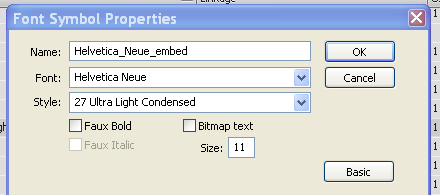 Linkage
Font Symbol Properties
Name: Helvetica_Neue_embed OK
Font: Helvetica Neue Cancel
Style: 27 Ultra Light Condensed
Faux Bold Bitmap text
Faux Italic Size: 11
Basic